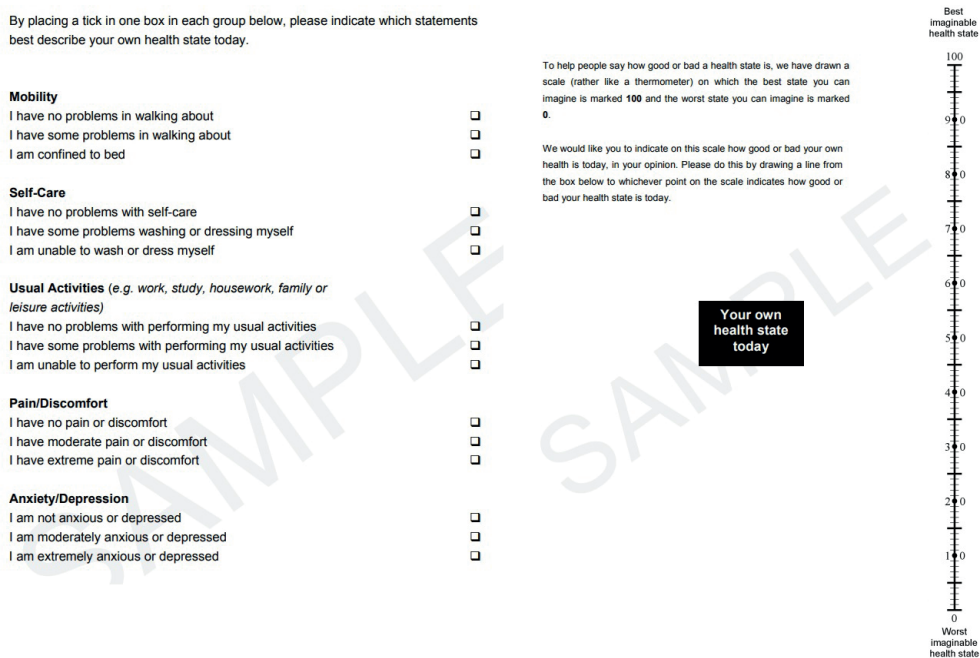 By placing a tick in one box in each group below, please indicate which statements
best describe your own health state today.
Mobility
I have no problems in walking about ❑
I have some problems in walking about ❑
I am confined to bed ❑
Self-Care
I have no problems with self-care ❑
I have some problems washing or dressing myself ❑
I am unable to wash or dress myself ❑
Usual Activities (e.g. work, study, housework, family or
leisure activities)
I have no problems with performing my usual activities ❑
I have some problems with performing my usual activities ❑
I am unable to perform my usual activities ❑
Pain/Discomfort
I have no pain or discomfort ❑
I have moderate pain or discomfort ❑
I have extreme pain or discomfort ❑
Anxiety/Depression
I am not anxious or depressed ❑
I am moderately anxious or depressed ❑
I am extremely anxious or depressed ❑
SAMPLE
To help people say how good or bad a health state is, we have drawn a
scale (rather like a thermometer) on which the best state you can
imagine is marked 100 and the worst state you can imagine is marked
0.
We would like you to indicate on this scale how good or bad your own
health is today, in your opinion. Please do this by drawing a line from
the box below to whichever point on the scale indicates how good or
bad your health state is today.
Your own
health state
today
SAMPLE
Best
imaginable
health state
100
90
80
70
60
50
40
30
20
10
0
Worst
imaginable
health state